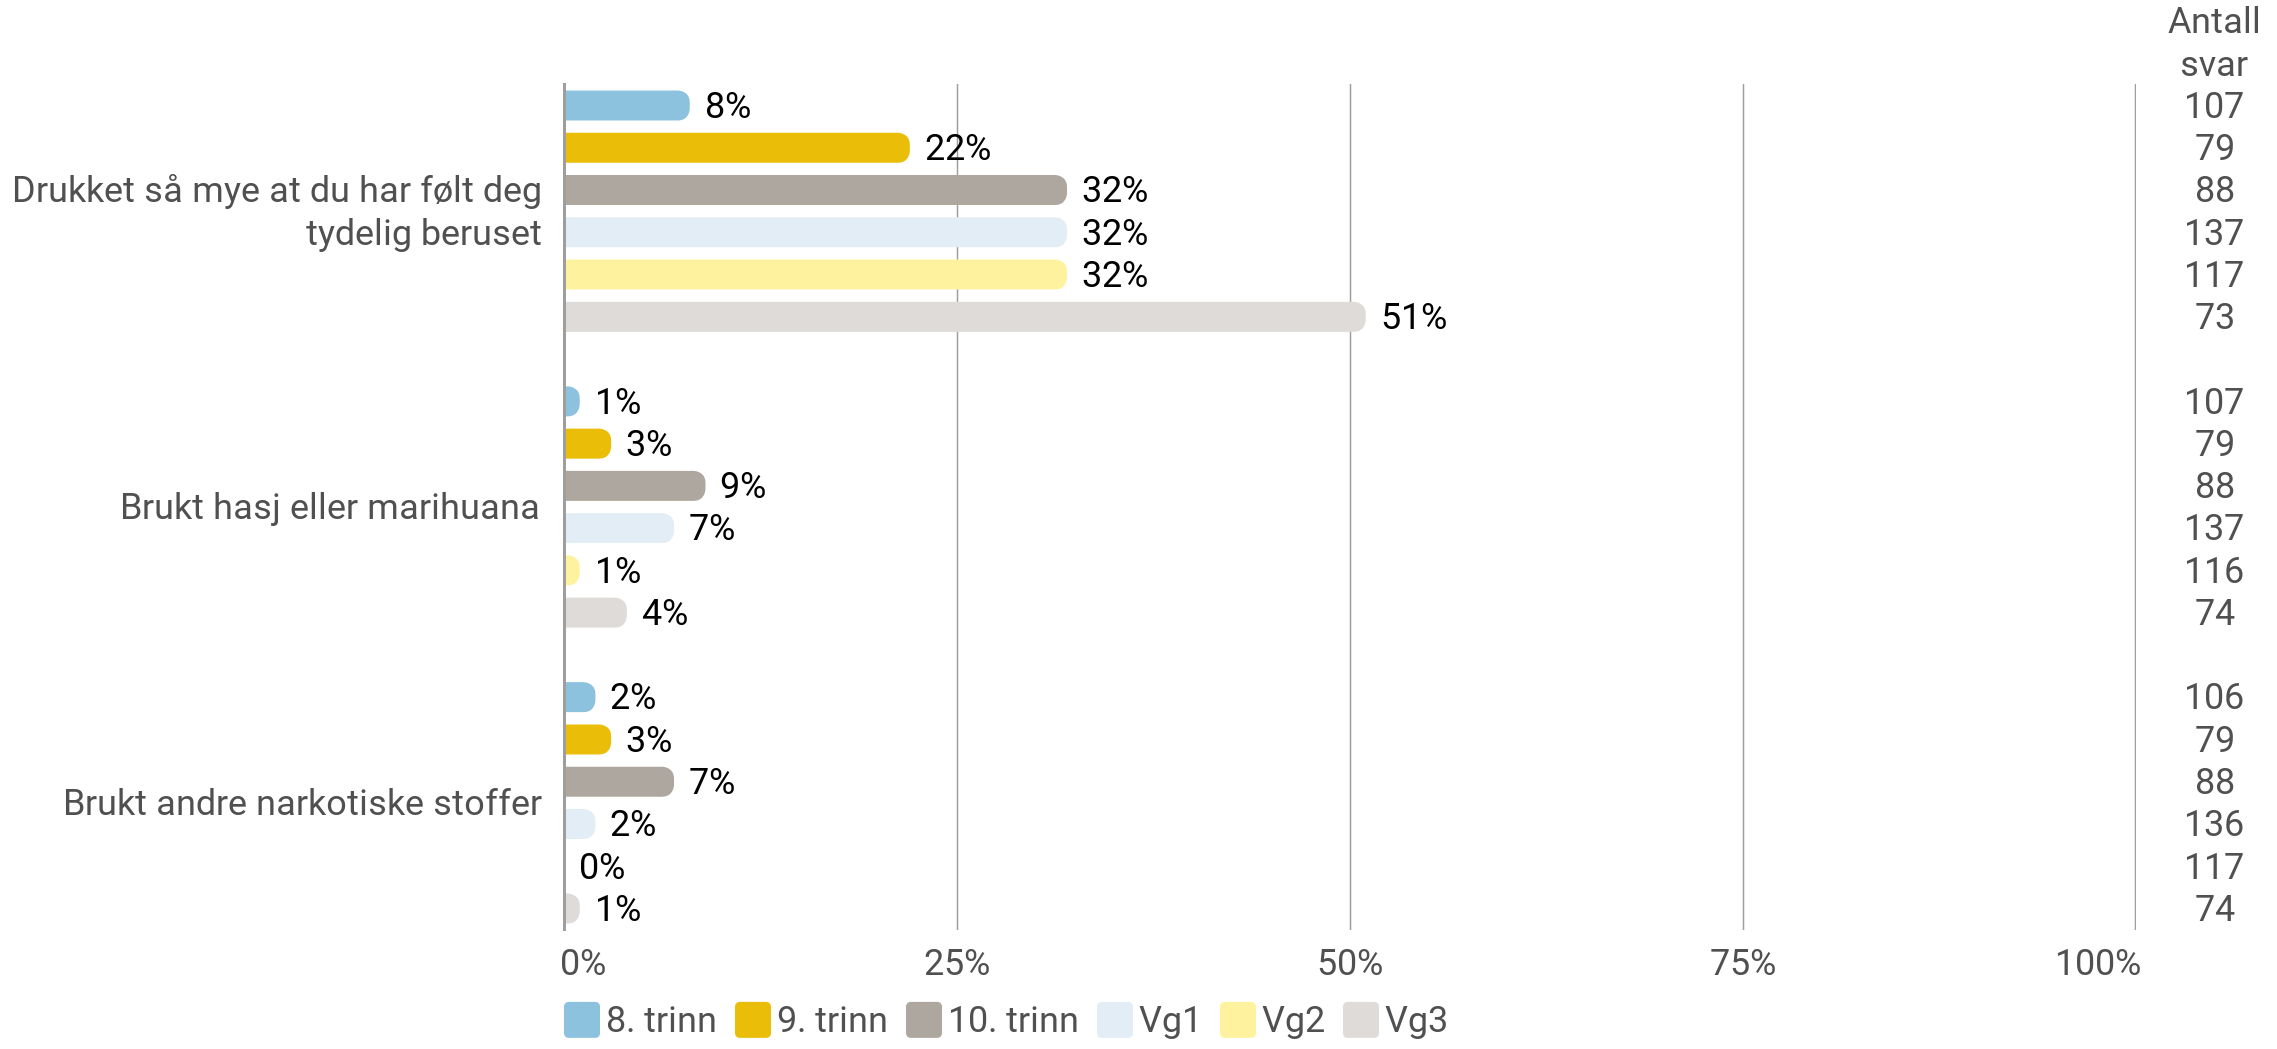 Antall
svar
8% 107
22% 79
Drukket så mye at du har følt deg 32% 88
tydelig beruset 32% 137
32% 117
51% 73
1% 107
3% 79
9% 88
Brukt hasj eller marihuana
7% 137
1% 116
4% 74
2% 106
3% 79
7% 88
Brukt andre narkotiske stoffer
2% 136
0% 117
1% 74
0% 25% 50% 75% 100%
8. trinn 9. trinn 10. trinn Vg1 Vg2 Vg3